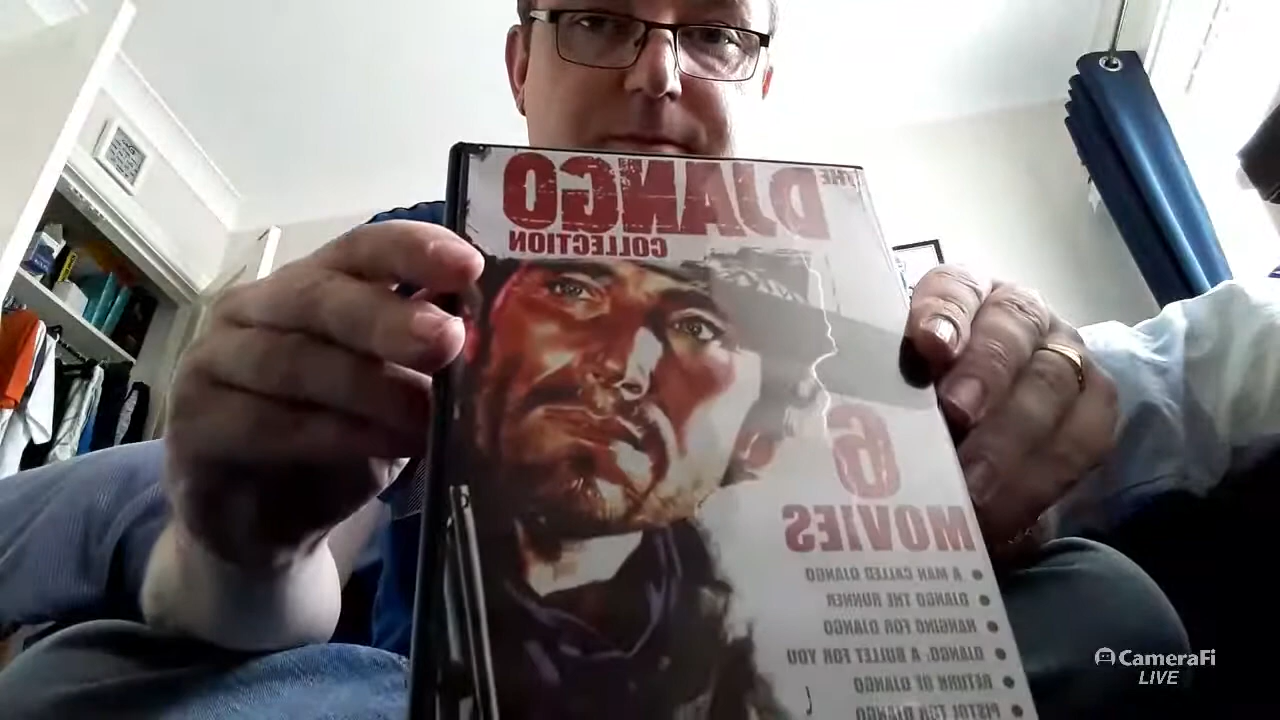 THE
DJANGO
COLLECTION
6
MOVIES
• A MAN CALLED DJANGO
• DJANGO THE RUNNER
• HANGING FOR DJANGO
• DJANGO: A BULLET FOR YOU
• RETURN OF DJANGO
• PISTOL FOR DJANGO
CameraFi
LIVE